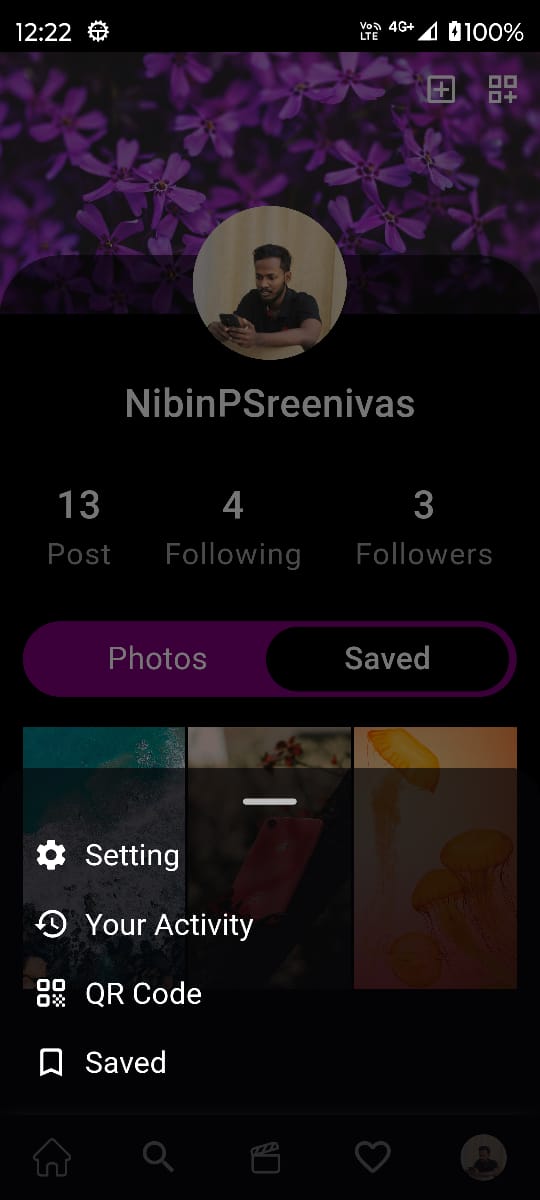 12:22 Vo LTE 4G+ 100%
NibinPSreenivas
13 4 3
Post Following Followers
Photos Saved
Setting
Your Activity
QR Code
Saved